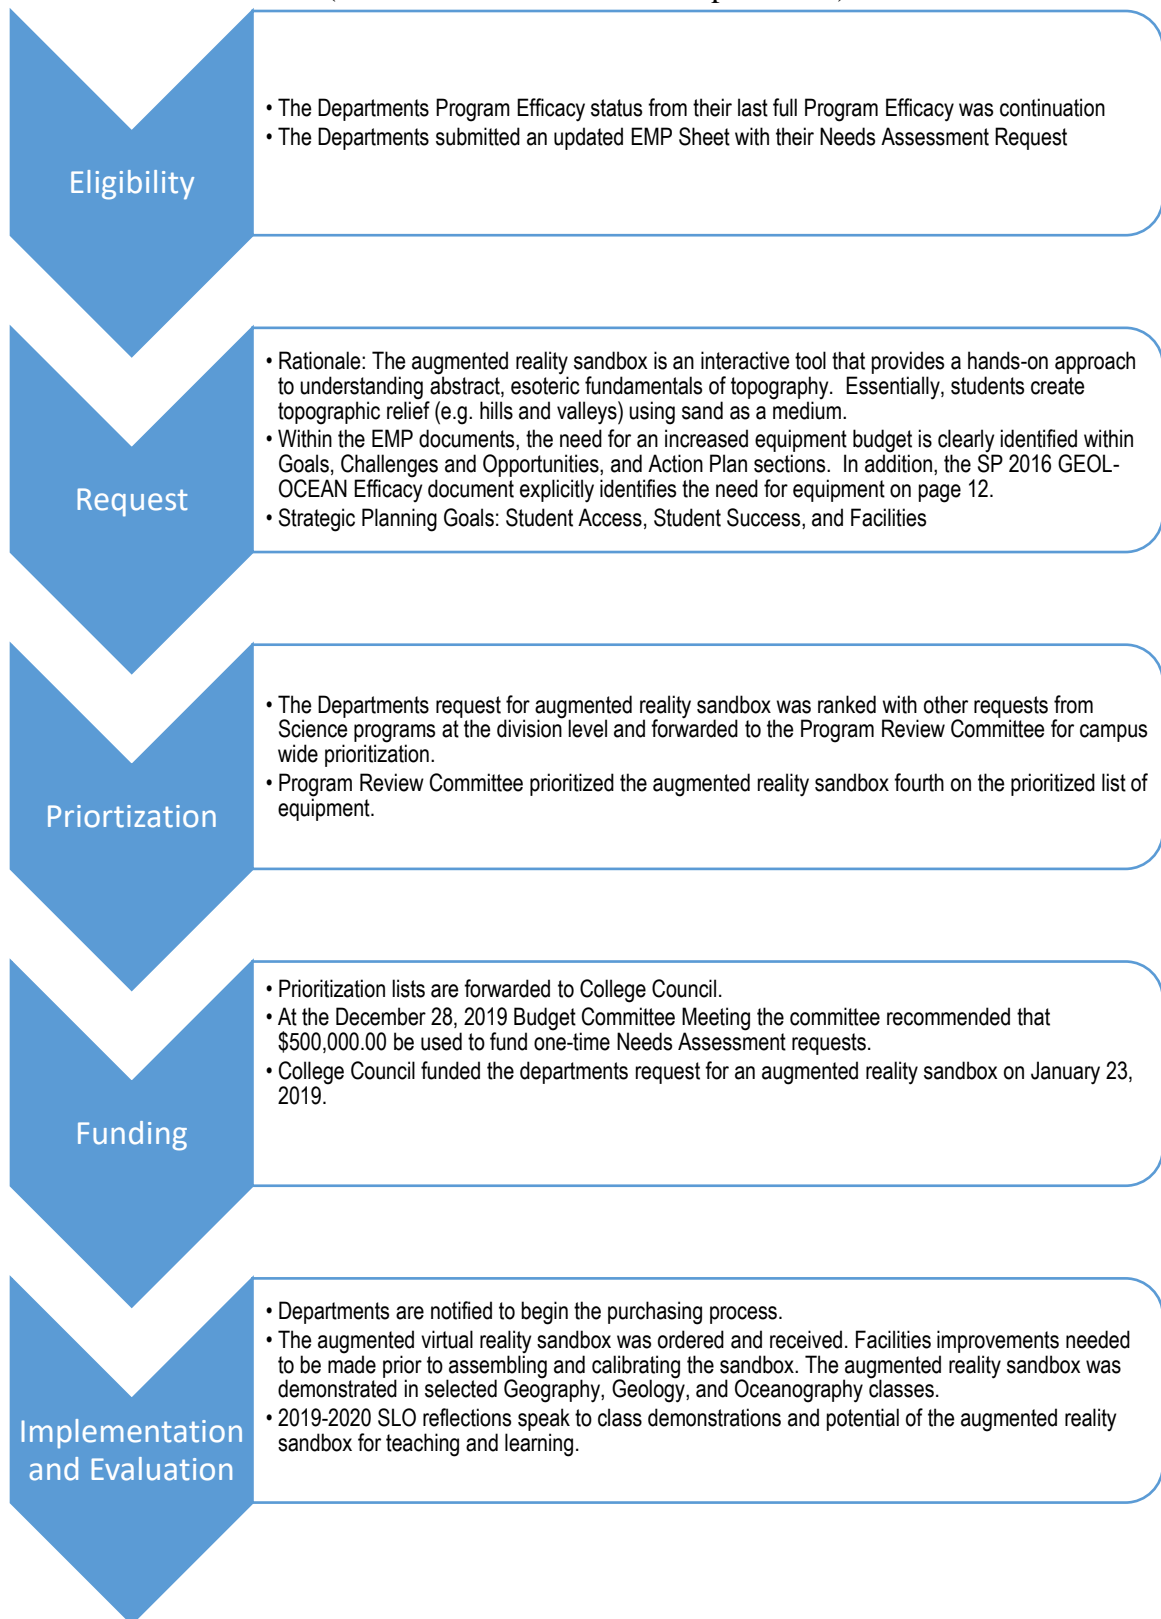 Eligibility
• The Departments Program Efficacy status from their last full Program Efficacy was continuation
• The Departments submitted an updated EMP Sheet with their Needs Assessment Request
Request
• Rationale: The augmented reality sandbox is an interactive tool that provides a hands-on approach
to understanding abstract, esoteric fundamentals of topography.  Essentially, students create
topographic relief (e.g. hills and valleys) using sand as a medium.
• Within the EMP documents, the need for an increased equipment budget is clearly identified within
Goals, Challenges and Opportunities, and Action Plan sections.  In addition, the SP 2016 GEOL-
OCEAN Efficacy document explicitly identifies the need for equipment on page 12.
• Strategic Planning Goals: Student Access, Student Success, and Facilities
Priortization
• The Departments request for augmented reality sandbox was ranked with other requests from
Science programs at the division level and forwarded to the Program Review Committee for campus
wide prioritization.
• Program Review Committee prioritized the augmented reality sandbox fourth on the prioritized list of
equipment.
Funding
• Prioritization lists are forwarded to College Council.
• At the December 28, 2019 Budget Committee Meeting the committee recommended that
$500,000.00 be used to fund one-time Needs Assessment requests.
• College Council funded the departments request for an augmented reality sandbox on January 23,
2019.
Implementation
and Evaluation
• Departments are notified to begin the purchasing process.
• The augmented virtual reality sandbox was ordered and received. Facilities improvements needed
to be made prior to assembling and calibrating the sandbox. The augmented reality sandbox was
demonstrated in selected Geography, Geology, and Oceanography classes.
• 2019-2020 SLO reflections speak to class demonstrations and potential of the augmented reality
sandbox for teaching and learning.